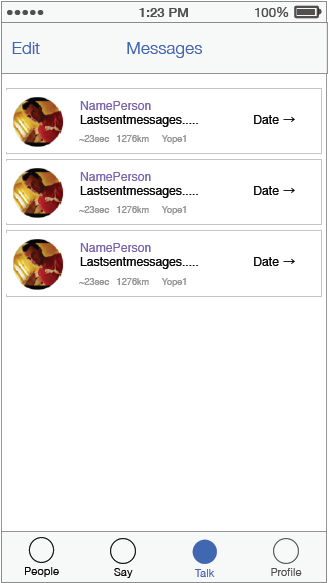 1:23 PM 100%
Edit Messages
NamePerson
Lastsentmessages..... Date →
~23sec 1276km Yope1
NamePerson
Lastsentmessages..... Date →
~23sec 1276km Yope1
NamePerson
Lastsentmessages..... Date →
~23sec 1276km Yope1
People Say Talk Profile